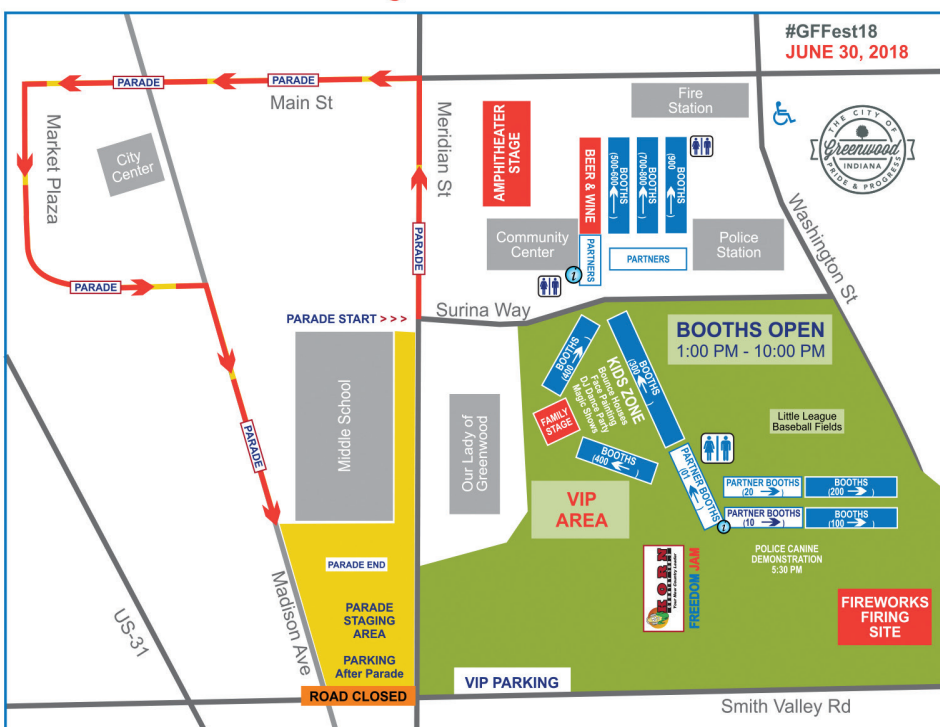 #GFFest18
JUNE 30, 2018
THE CITY OF
Greenwood
INDIANA
PRIDE & PROGRESS
PARADE
PARADE
Main St
Market Plaza
City
Center
Meridian St
AMPHITHEATER
STAGE
Fire
Station
BEER & WINE
BOOTHS
(500-600 )
BOOTHS
(700-800 )
BOOTHS
(900 )
Washington St
PARADE
Community
Center
PARTNERS
PARTNERS
Police
Station
i
PARADE
Surina Way
PARADE START > > >
BOOTHS OPEN
1:00 PM - 10:00 PM
Middle School
BOOTHS
(400 )
BOOTHS
(300 )
KIDS ZONE
Bounce Houses
Face Painting
DJ Dance Party
Magic Shows
FAMILY
STAGE
Little League
Baseball Fields
PARADE
Our Lady of
Greenwood
BOOTHS
(400 )
PARTNER BOOTHS
(01 )
PARTNER BOOTHS
(20 )
BOOTHS
(200 )
VIP
AREA
PARTNER BOOTHS
(10 )
BOOTHS
(100 )
i
POLICE CANINE
DEMONSTRATION
5:30 PM
PARADE END
KORN
Your New Country Leader
FREEDOM JAM
FIREWORKS
FIRING
SITE
US-31
Madison Ave
PARADE
STAGING
AREA
PARKING
After Parade
ROAD CLOSED
VIP PARKING
Smith Valley Rd